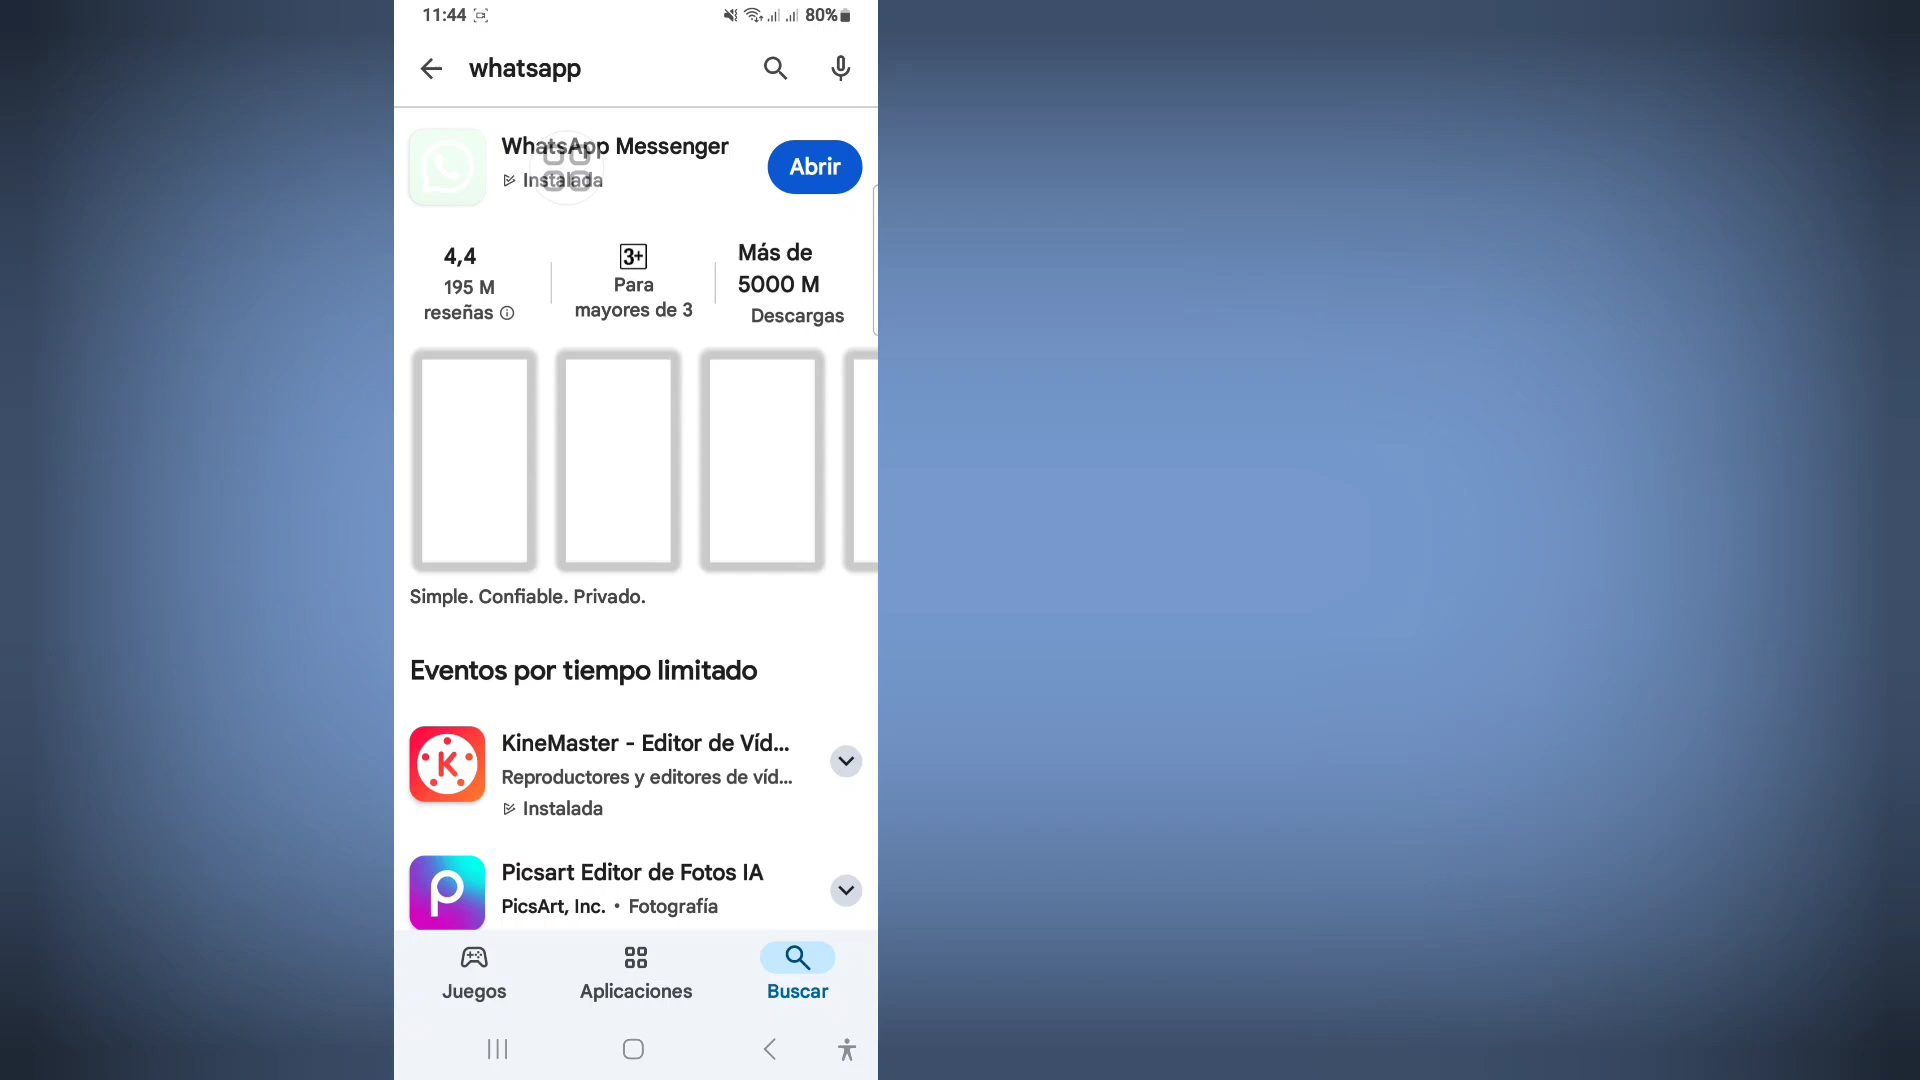 11:44
80%
whatsapp
WhatsApp Messenger
Instalada
Abrir
4,4
195 M
reseñas
3+
Para
mayores de 3
Más de
5000 M
Descargas
Simple. Confiable. Privado.
Eventos por tiempo limitado
KineMaster - Editor de Víd...
Reproductores y editores de víd...
Instalada
Picsart Editor de Fotos IA
PicsArt, Inc. • Fotografía
Juegos
Aplicaciones
Buscar